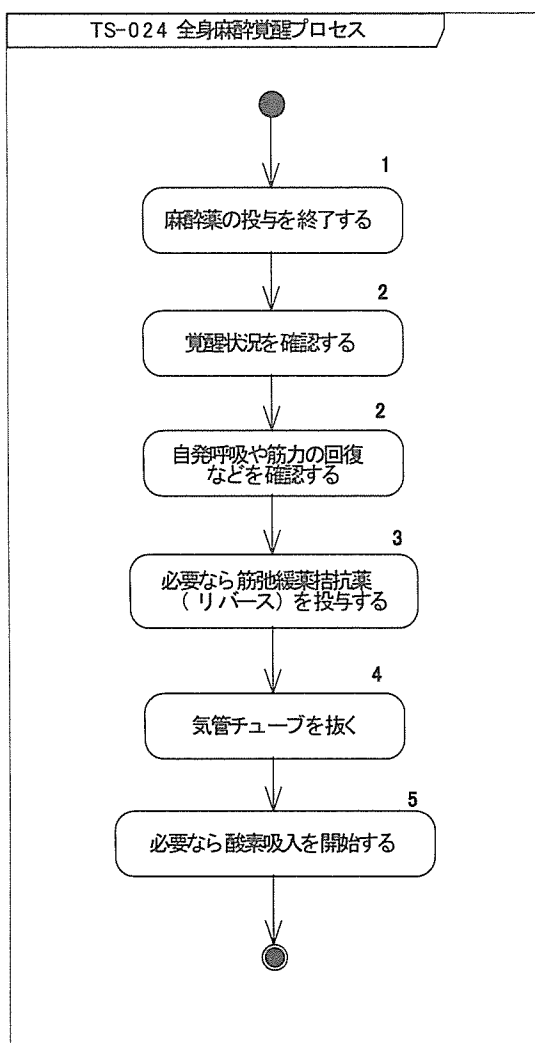 TS-024 全身麻酔覚醒プロセス
1
麻酔薬の投与を終了する
2
覚醒状況を確認する
2
自発呼吸や筋力の回復
などを確認する
3
必要なら筋弛緩薬拮抗薬
(リバース)を投与する
4
気管チューブを抜く
5
必要なら酸素吸入を開始する